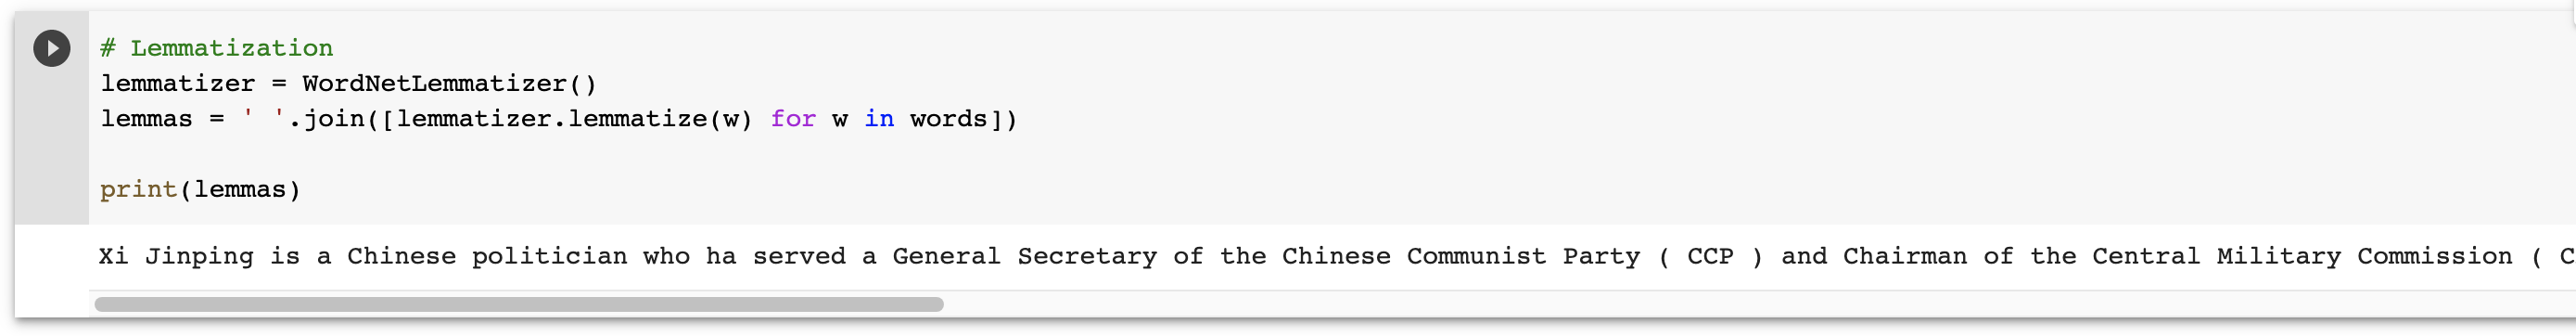 # Lemmatization
lemmatizer = WordNetLemmatizer()
lemmas = ' '.join([lemmatizer.lemmatize(w) for w in words])
print(lemmas)
Xi Jinping is a Chinese politician who ha served a General Secretary of the Chinese Communist Party ( CCP ) and Chairman of the Central Military Commission ( C